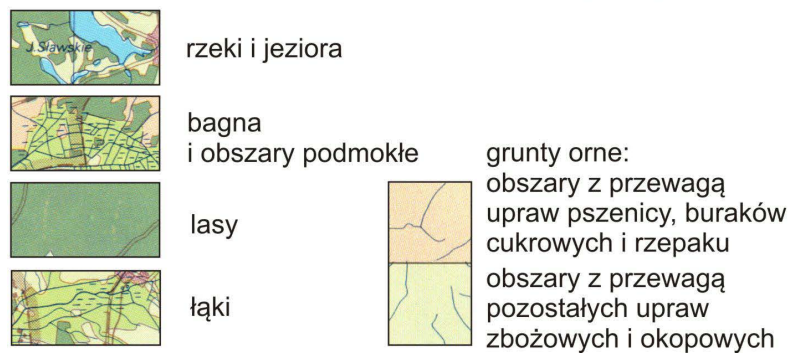 J. Sławskie
rzeki i jeziora
bagna
i obszary podmokłe
lasy
łąki
grunty orne:
obszary z przewagą
upraw pszenicy, buraków
cukrowych i rzepaku
obszary z przewagą
pozostałych upraw
zbożowych i okopowych